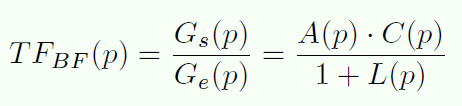 TF_{BF}(p) = \frac{G_s(p)}{G_e(p)} = \frac{A(p) \cdot C(p)}{1 + L(p)}